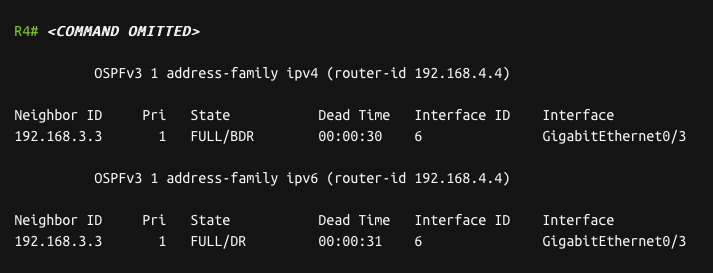 R4# <COMMAND OMITTED>
OSPFv3 1 address-family ipv4 (router-id 192.168.4.4)
Neighbor ID     Pri   State           Dead Time   Interface ID    Interface
192.168.3.3       1   FULL/BDR        00:00:30    6               GigabitEthernet0/3
OSPFv3 1 address-family ipv6 (router-id 192.168.4.4)
Neighbor ID     Pri   State           Dead Time   Interface ID    Interface
192.168.3.3       1   FULL/DR         00:00:31    6               GigabitEthernet0/3